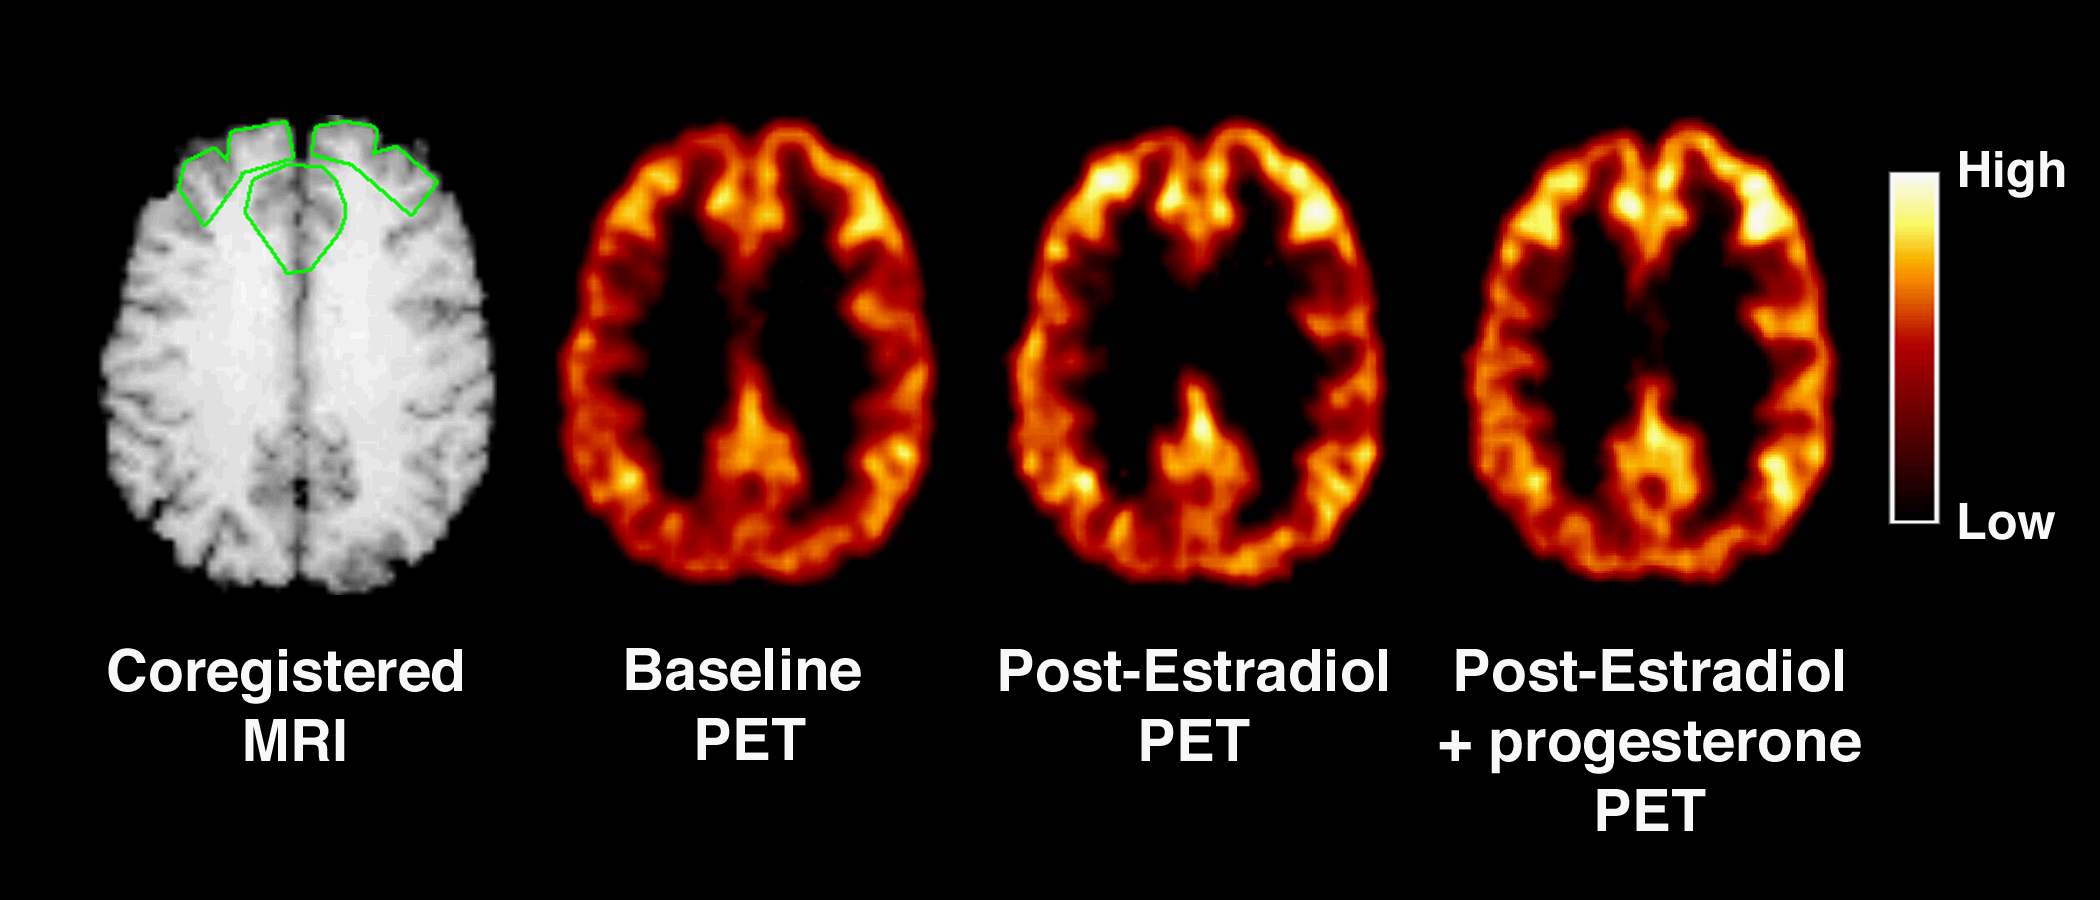 High
Low
Coregistered
MRI
Baseline
PET
Post-Estradiol
PET
Post-Estradiol
+ progesterone
PET